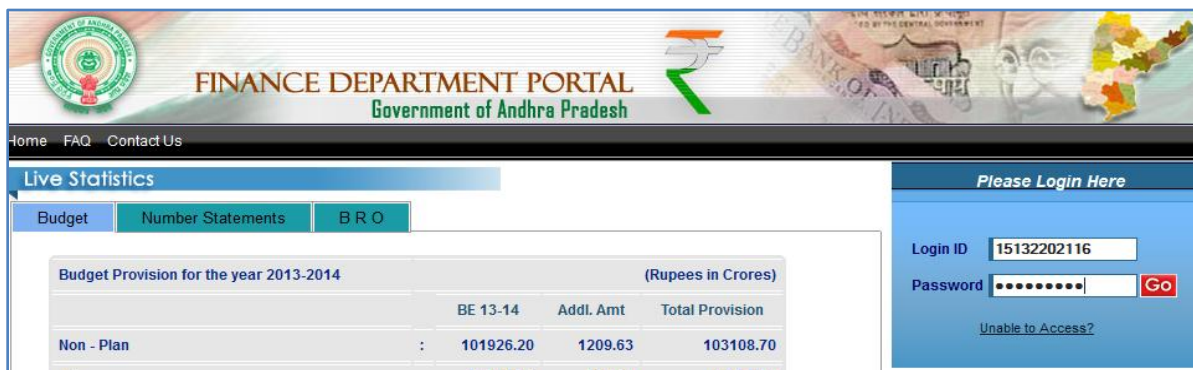 FINANCE DEPARTMENT PORTAL
Government of Andhra Pradesh
Home FAQ Contact Us
Live Statistics
Budget Number Statements B R O
Budget Provision for the year 2013-2014 (Rupees in Crores)
BE 13-14 Addl. Amt Total Provision
Non - Plan : 101926.20 1209.63 103108.70
Please Login Here
Login ID 15132202116
Password ●●●●●●●●● Go
Unable to Access?